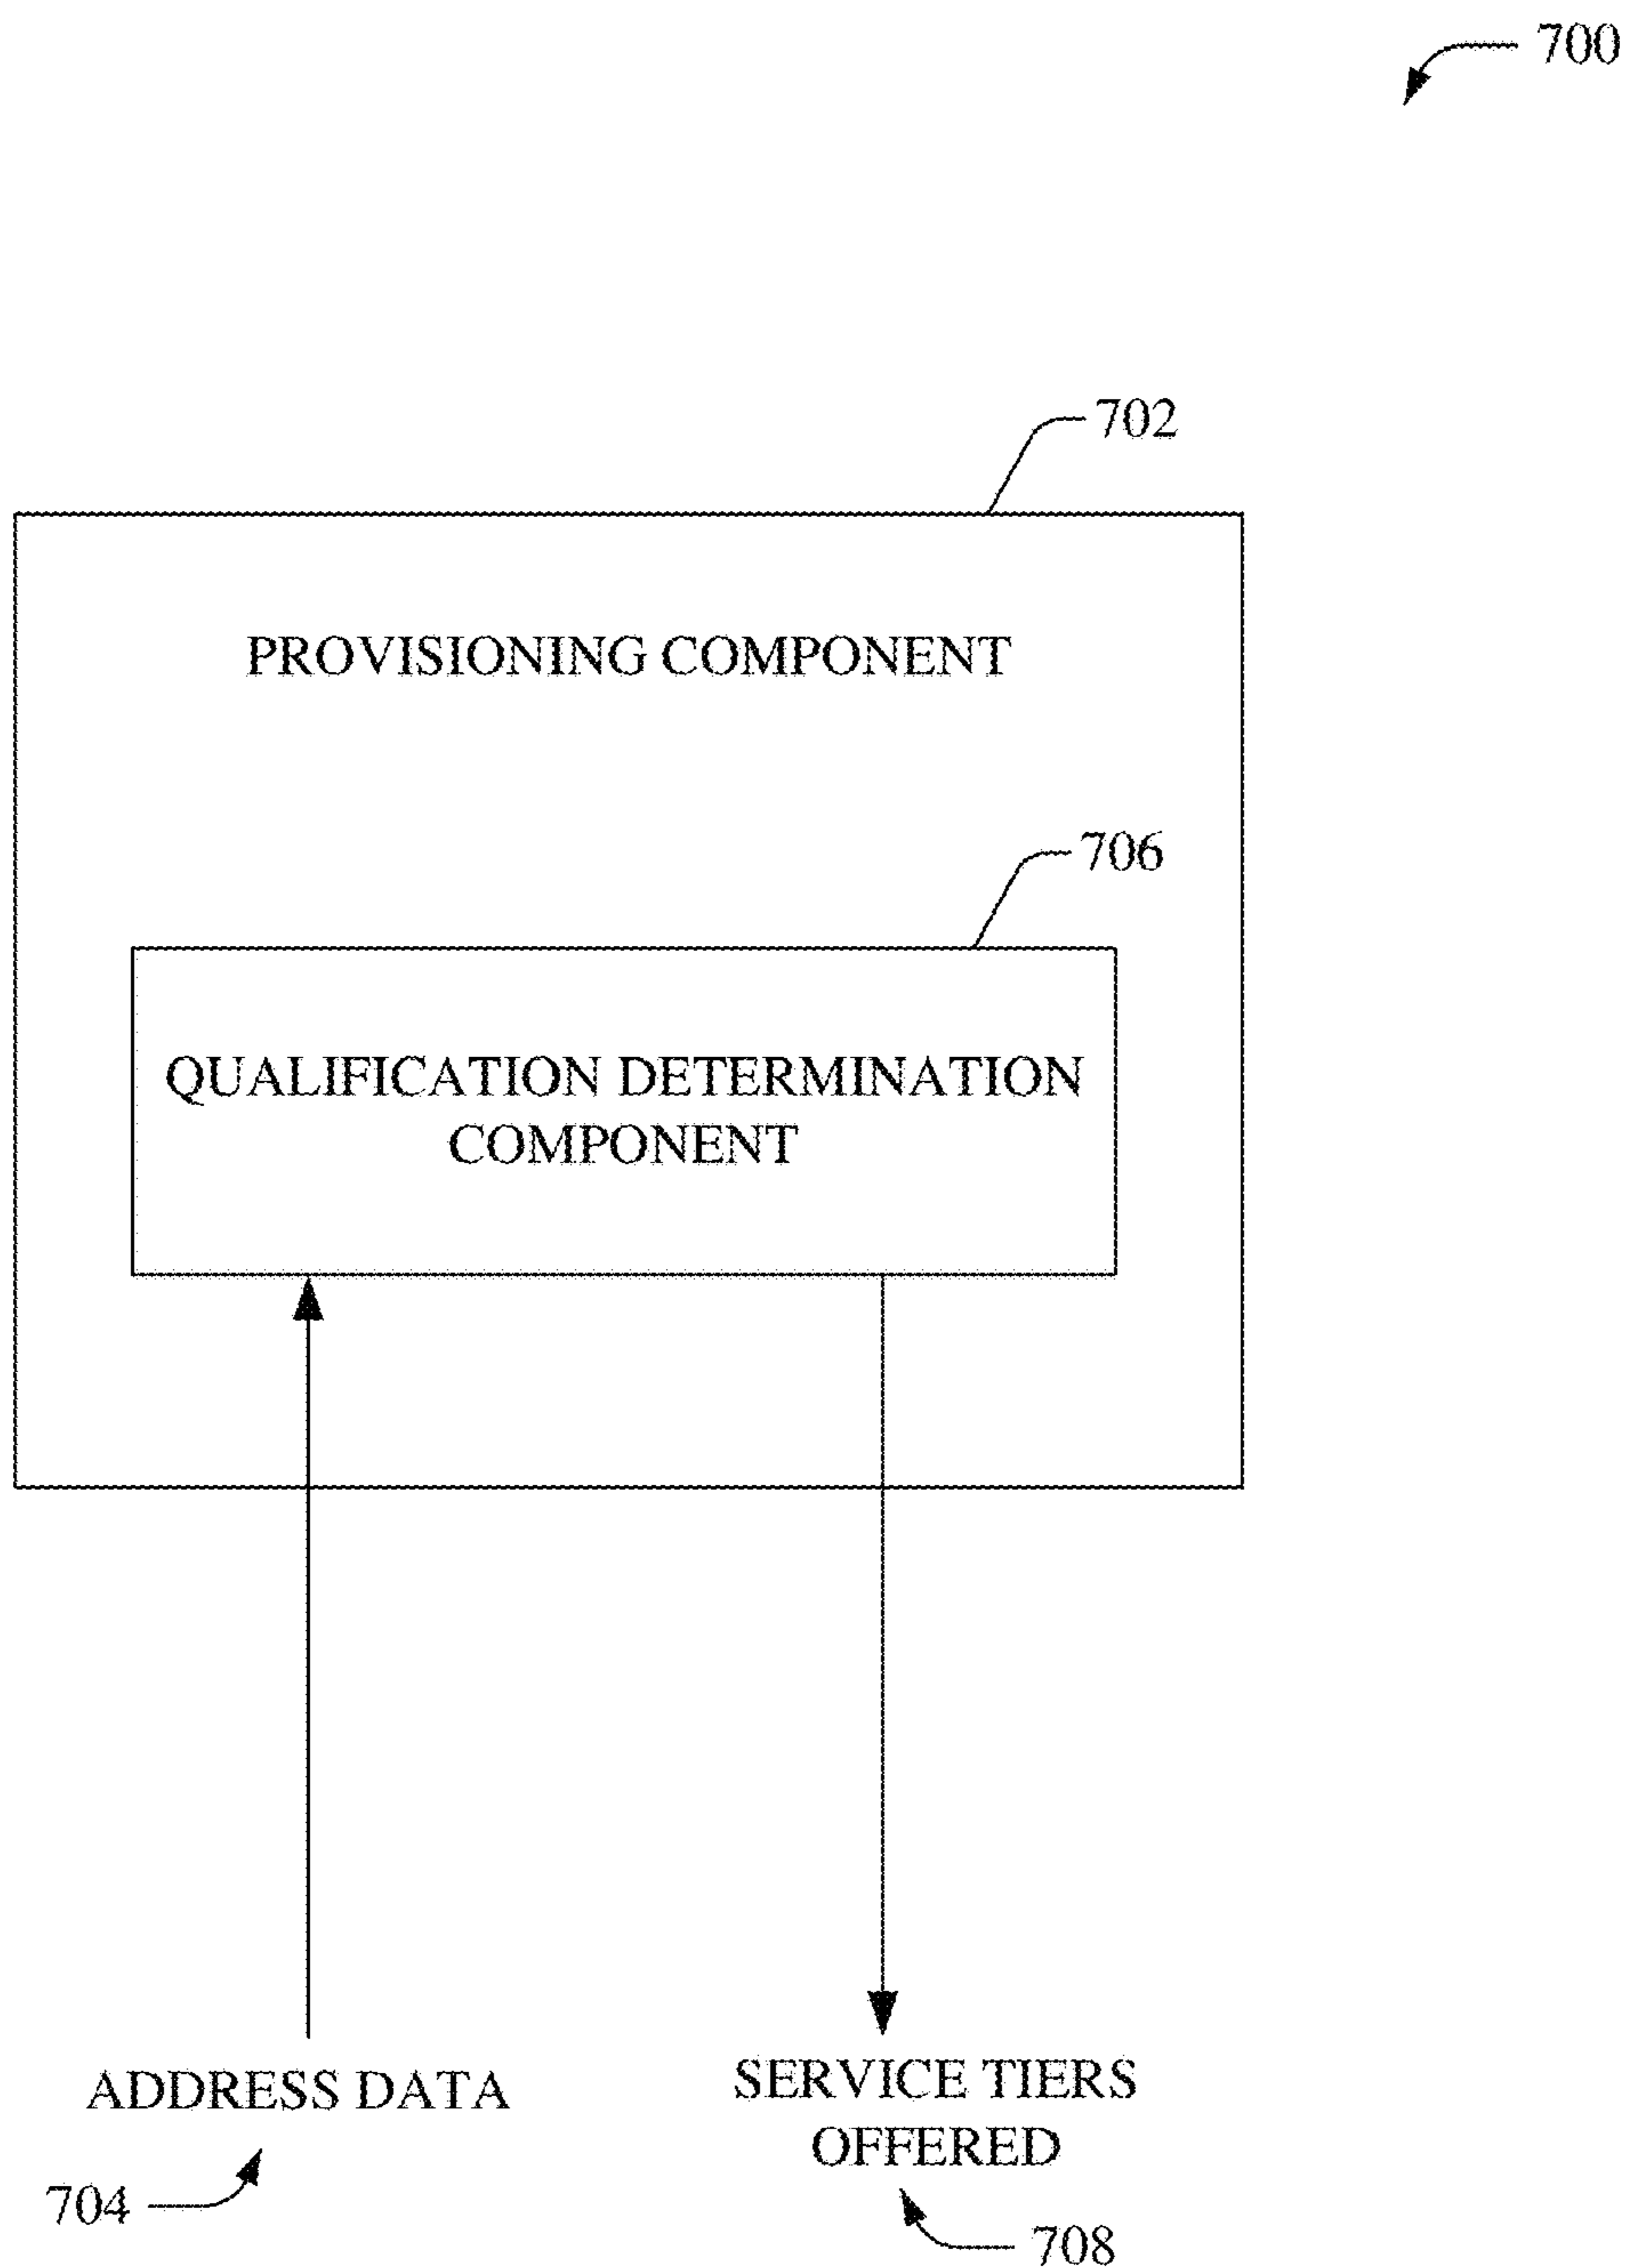 700
702
PROVISIONING COMPONENT
706
QUALIFICATION DETERMINATION
COMPONENT
ADDRESS DATA
704
SERVICE TIERS
OFFERED
708